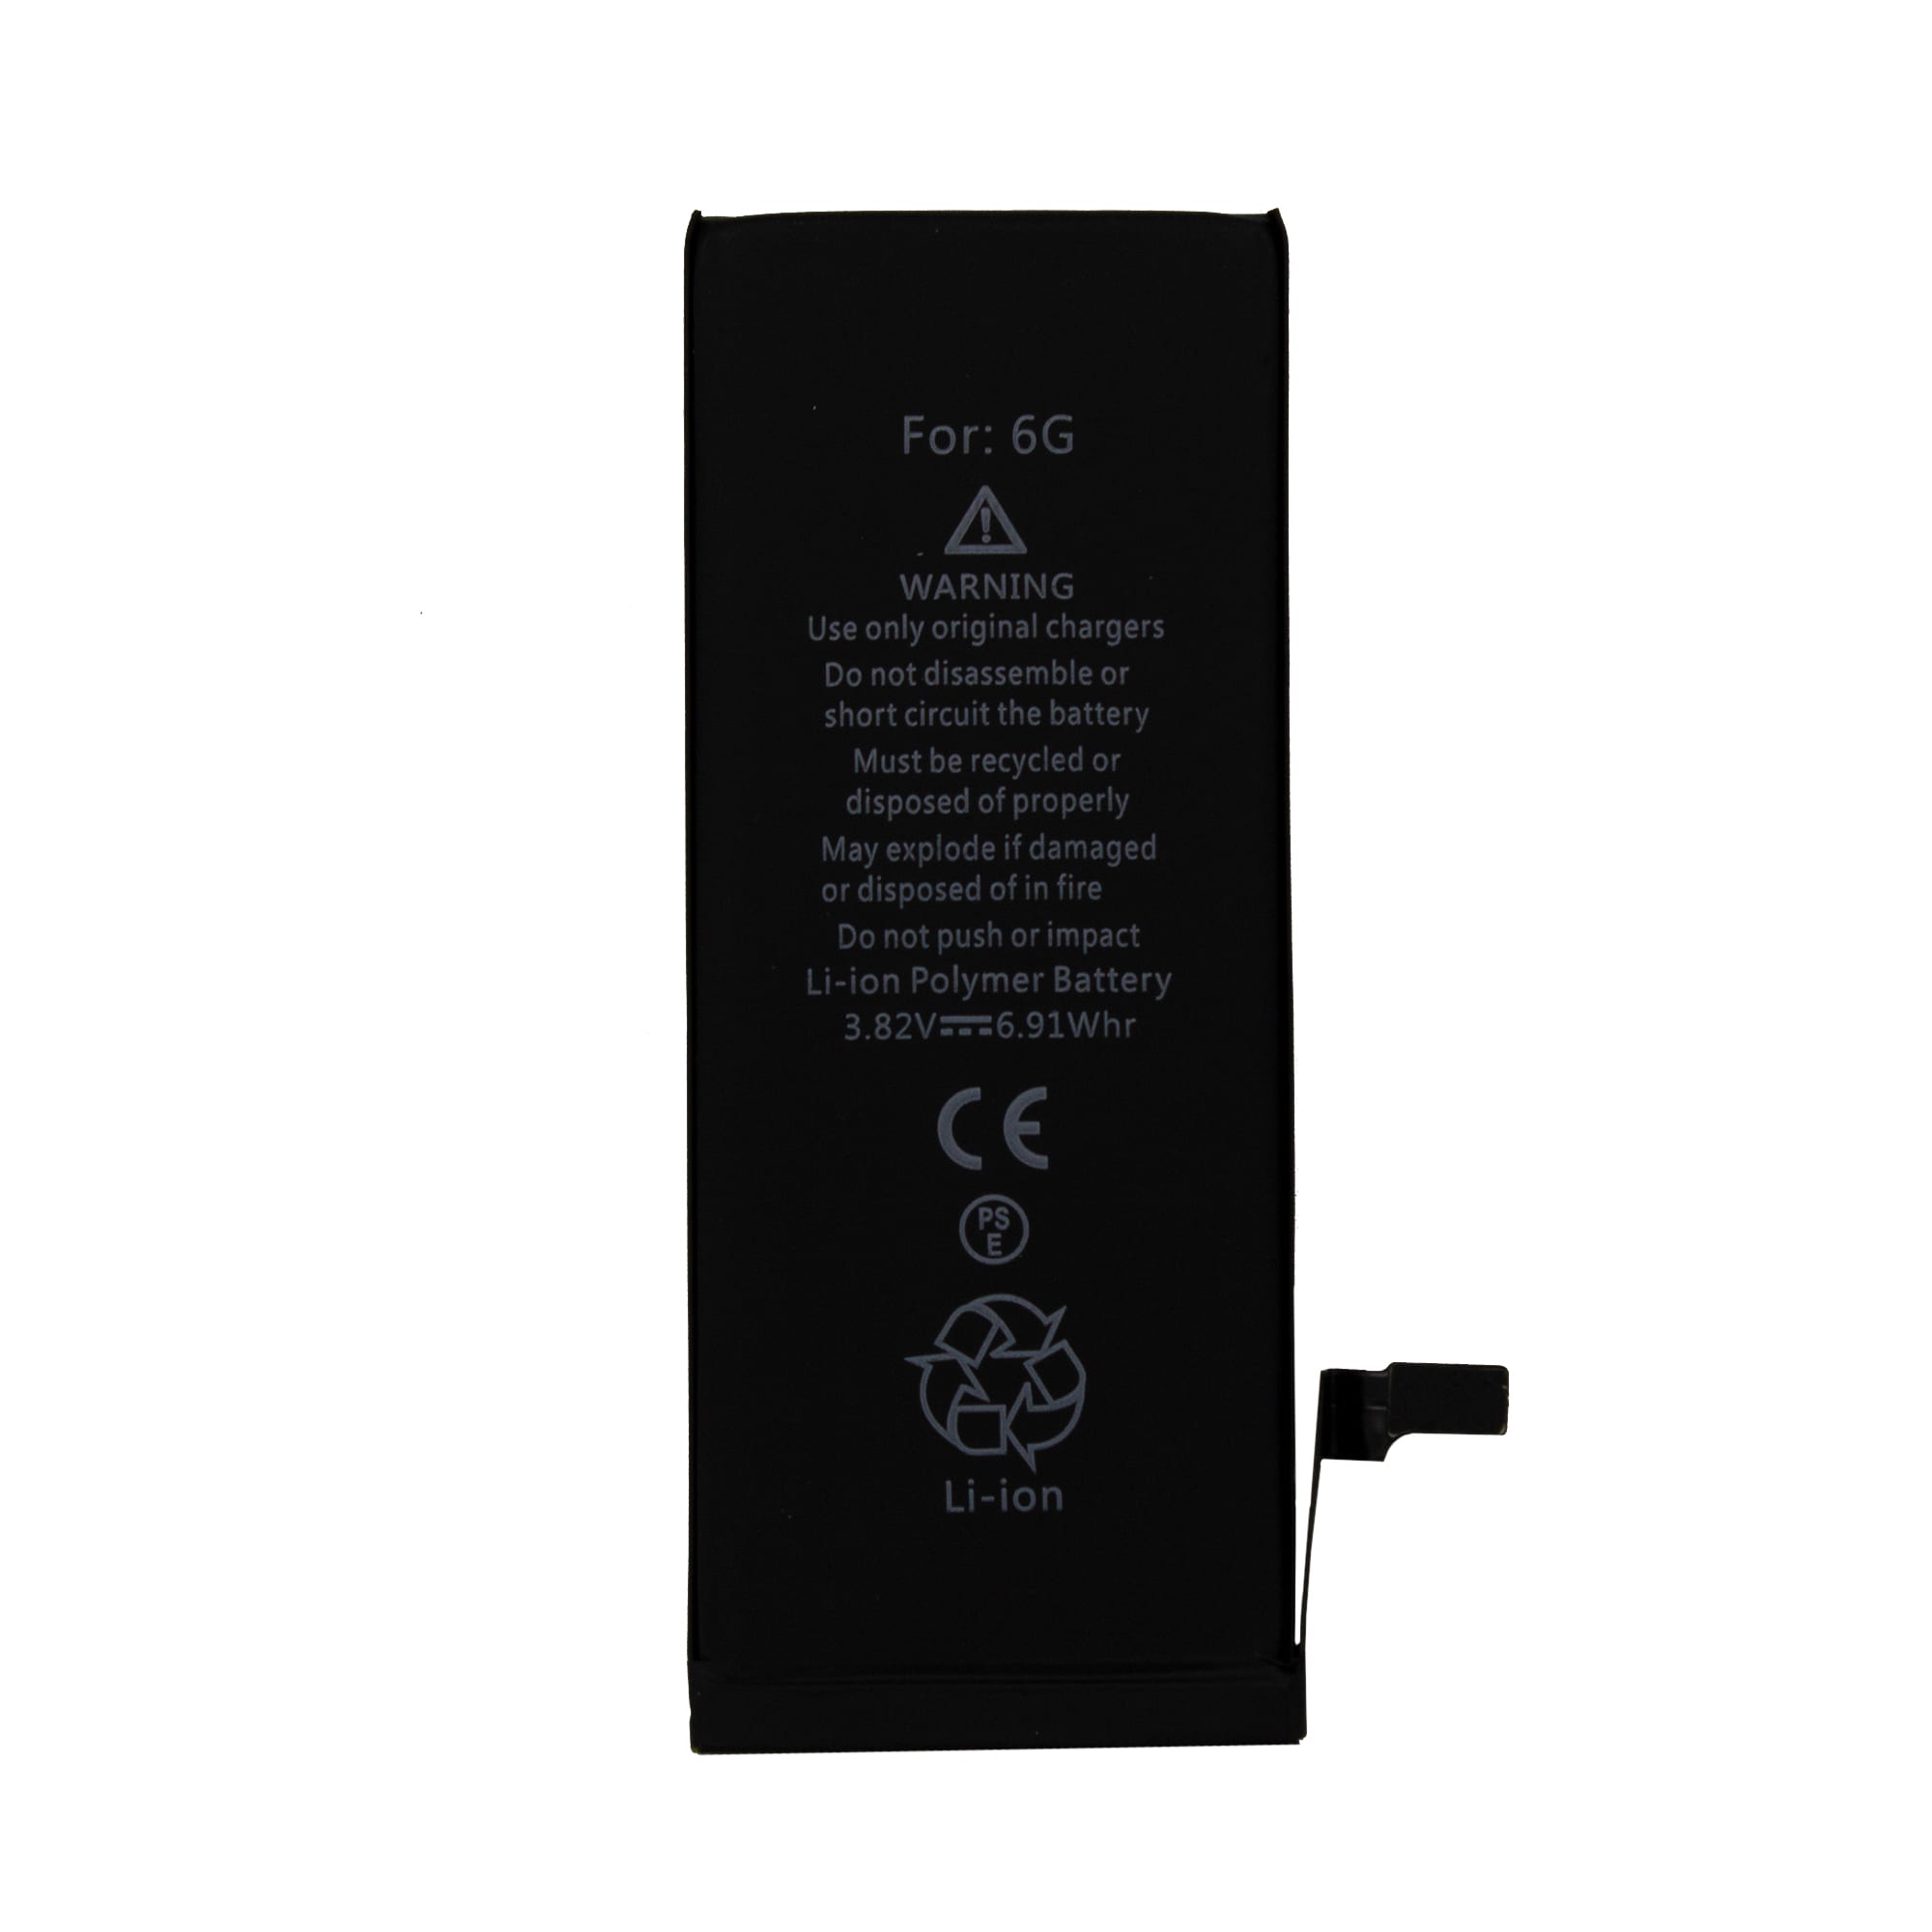 For: 6G
WARNING
Use only original chargers
Do not disassemble or
short circuit the battery
Must be recycled or
disposed of properly
May explode if damaged
or disposed of in fire
Do not push or impact
Li-ion Polymer Battery
3.82V⎓6.91Whr
CE
PS
E
Li-ion